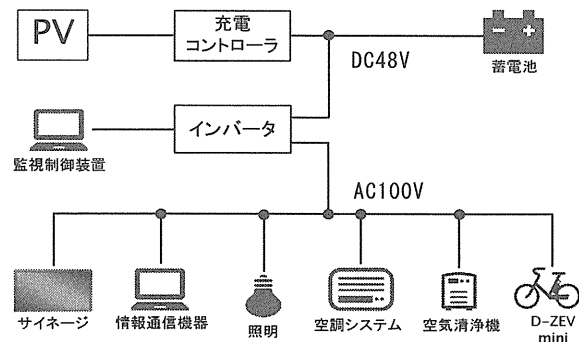 PV
充電
コントローラ
DC48V
蓄電池
インバータ
監視制御装置
AC100V
サイネージ
情報通信機器
照明
空調システム
空気清浄機
D-ZEV
mini